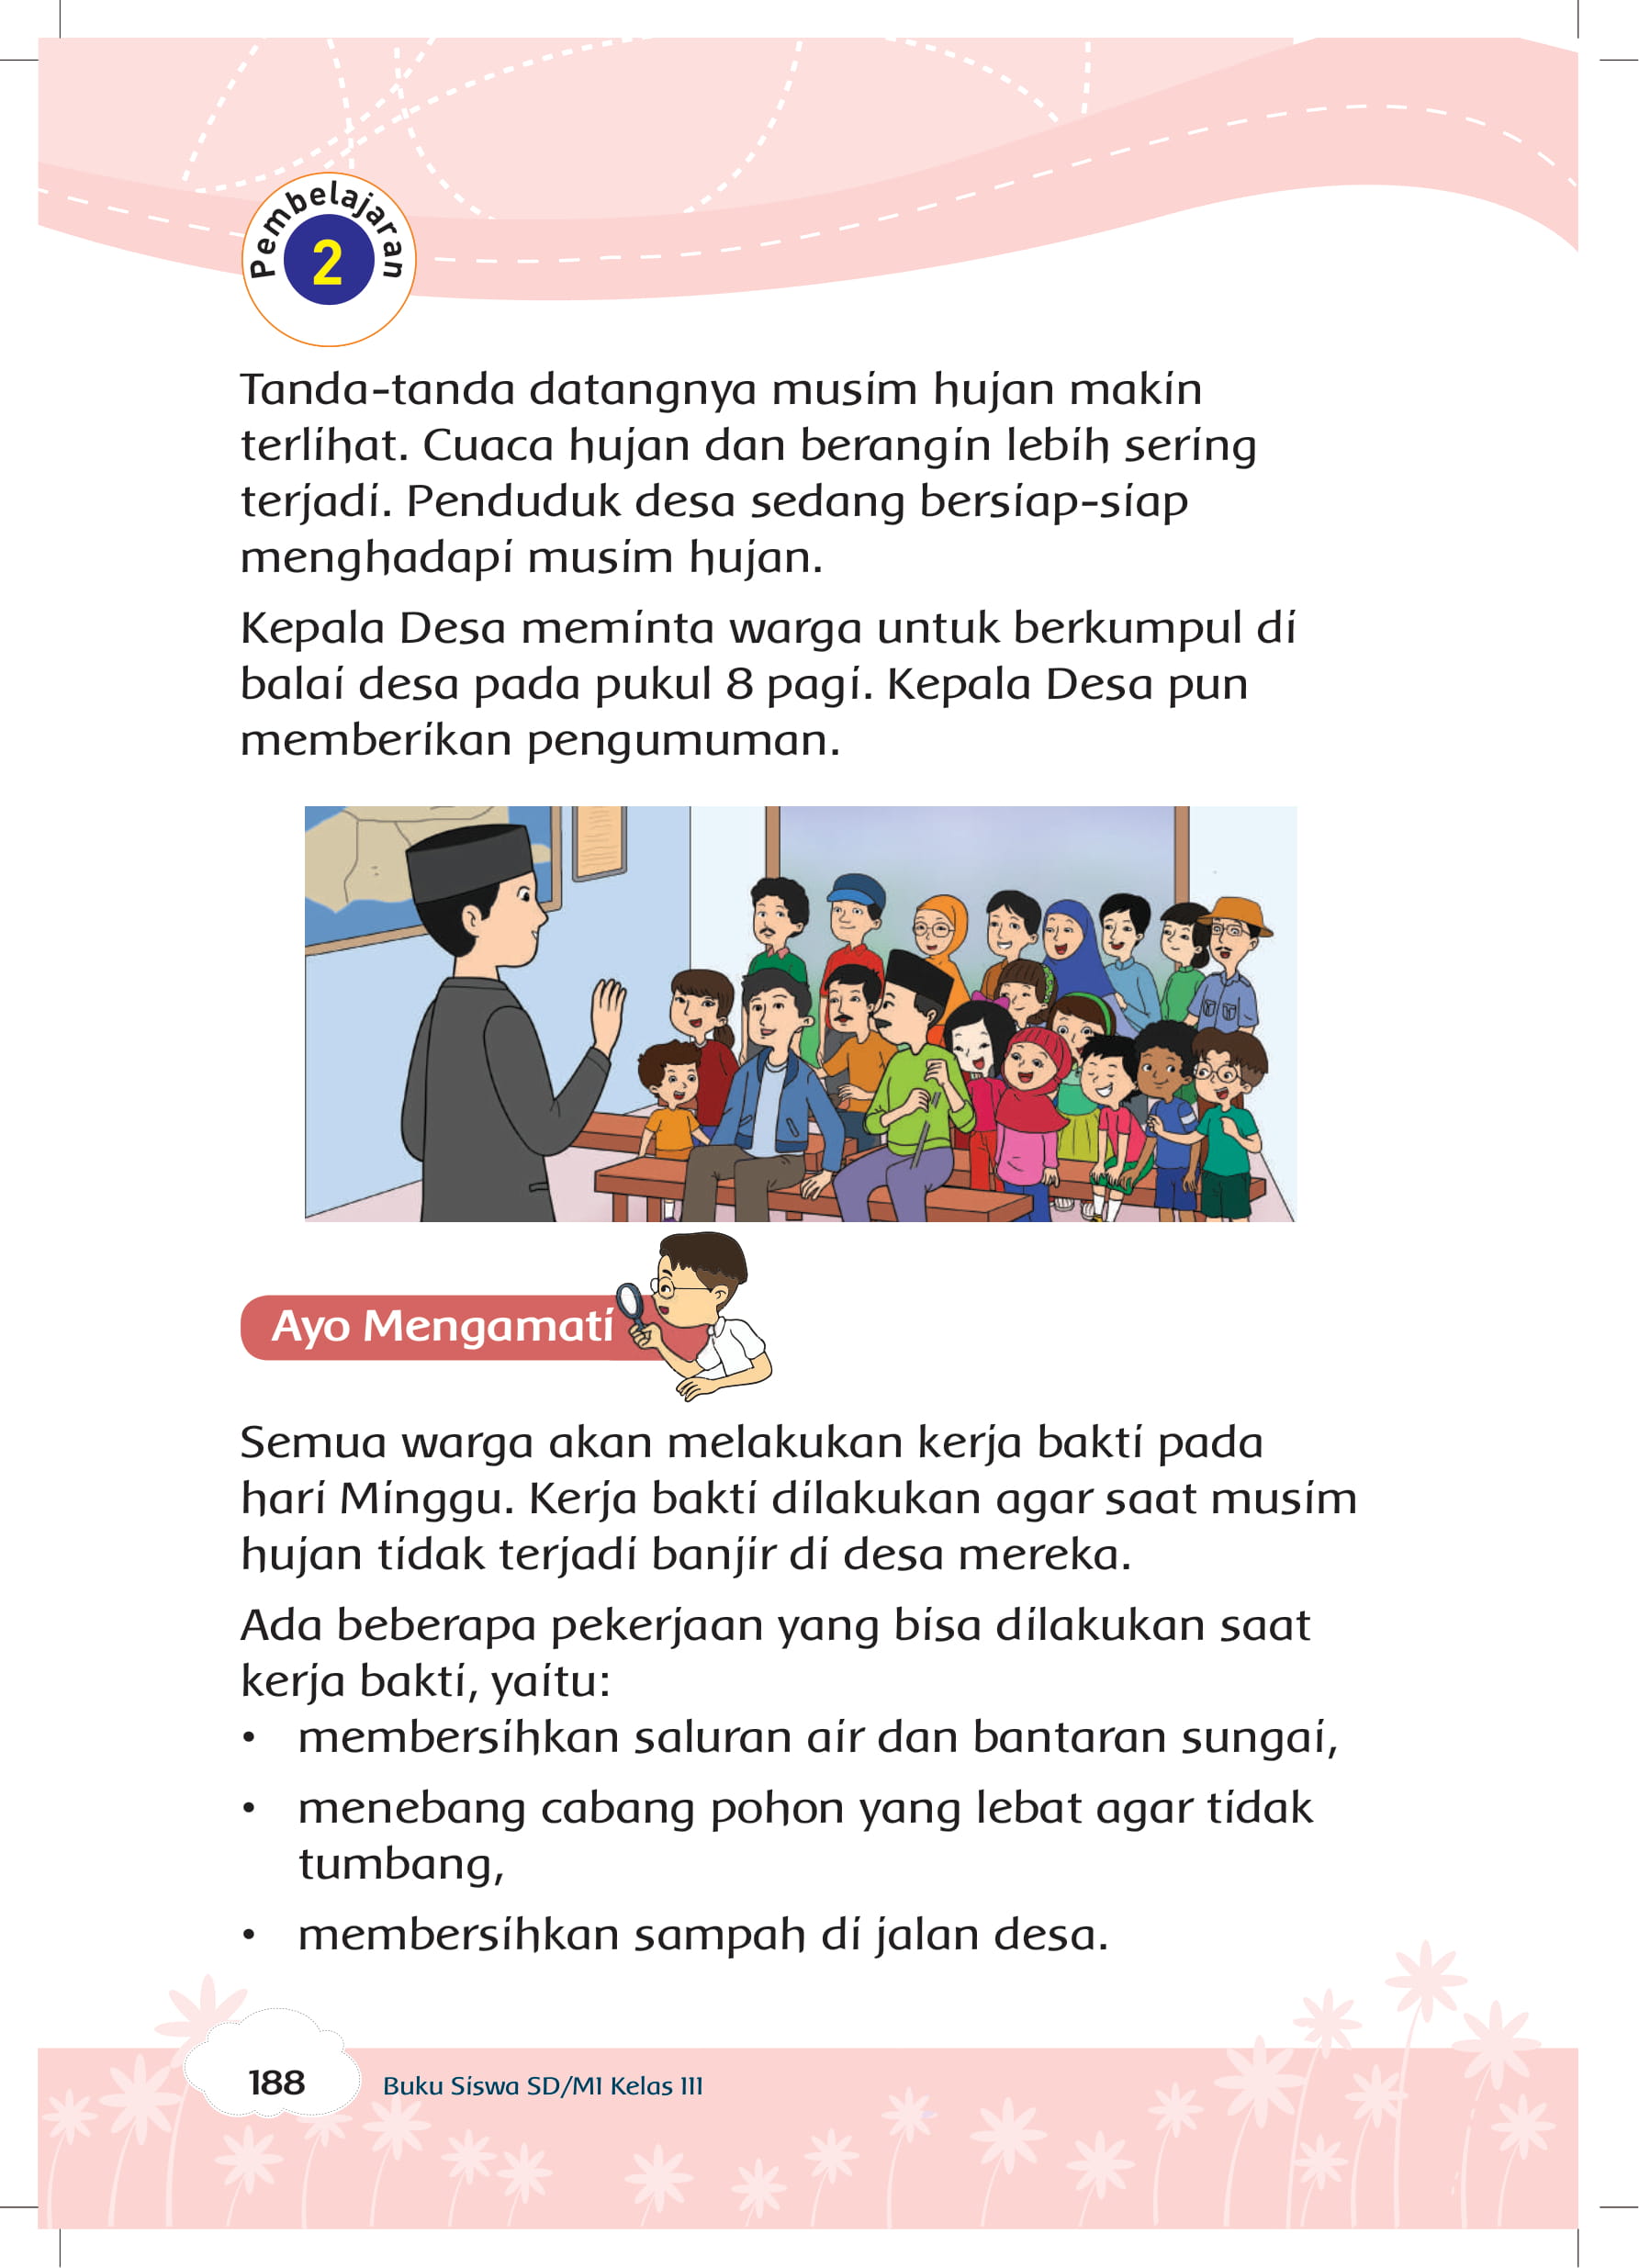 Pembelajaran
2
Tanda-tanda datangnya musim hujan makin
terlihat. Cuaca hujan dan berangin lebih sering
terjadi. Penduduk desa sedang bersiap-siap
menghadapi musim hujan.
Kepala Desa meminta warga untuk berkumpul di
balai desa pada pukul 8 pagi. Kepala Desa pun
memberikan pengumuman.
Ayo Mengamati
Semua warga akan melakukan kerja bakti pada
hari Minggu. Kerja bakti dilakukan agar saat musim
hujan tidak terjadi banjir di desa mereka.
Ada beberapa pekerjaan yang bisa dilakukan saat
kerja bakti, yaitu:
• membersihkan saluran air dan bantaran sungai,
• menebang cabang pohon yang lebat agar tidak
tumbang,
• membersihkan sampah di jalan desa.
188
Buku Siswa SD/MI Kelas III